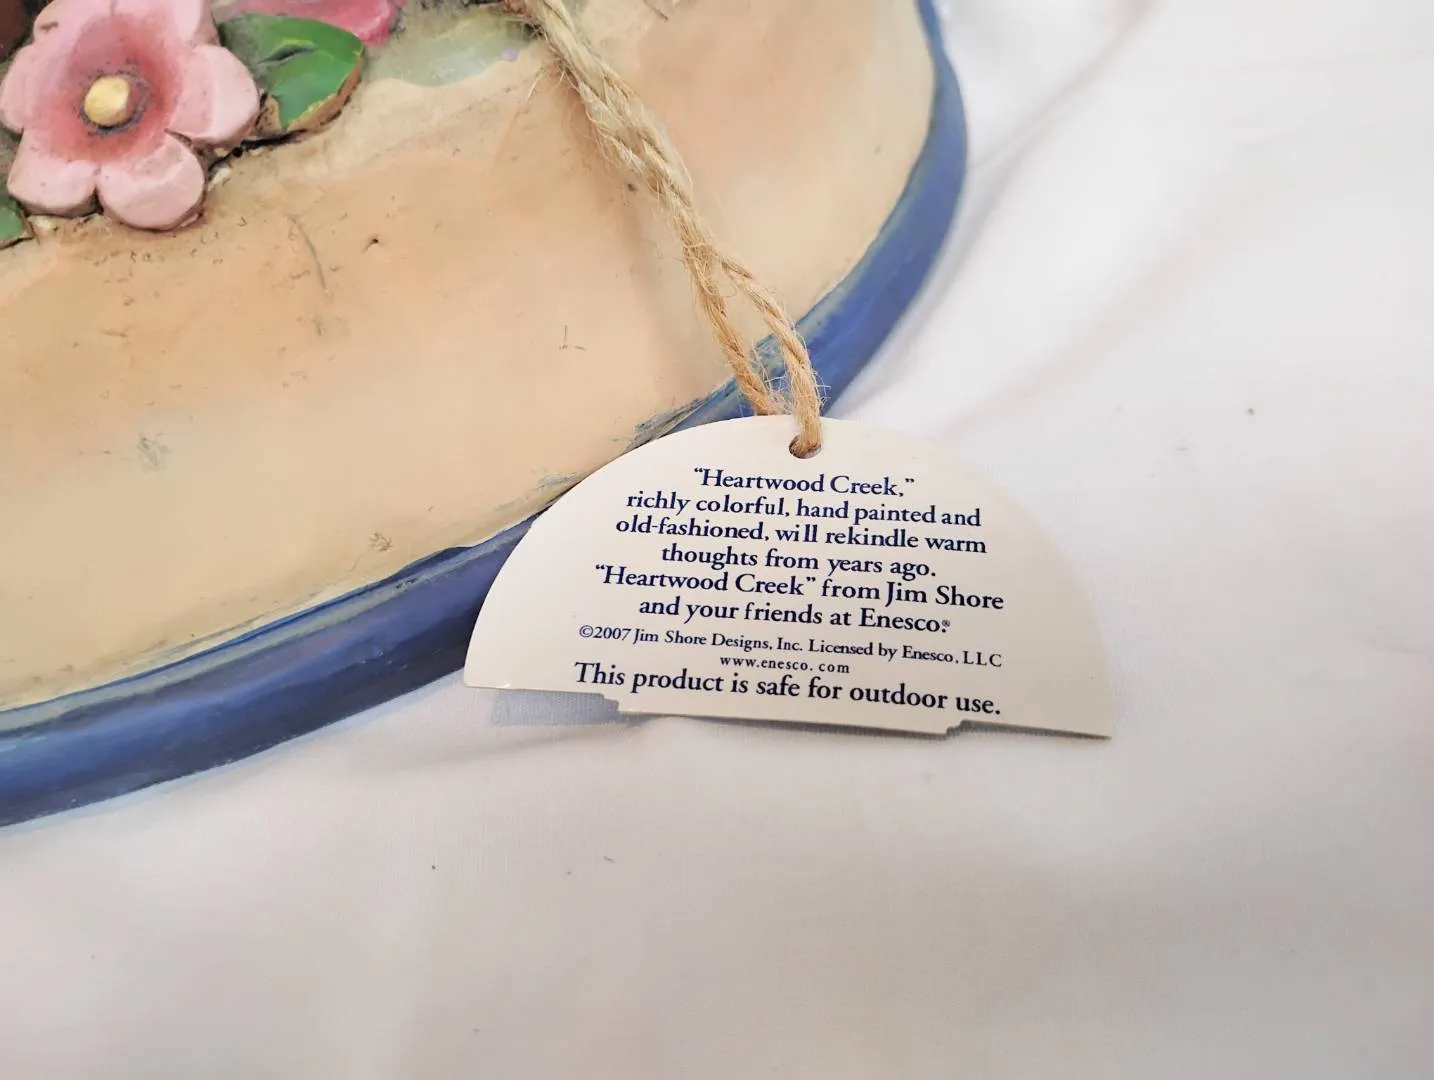 “Heartwood Creek,”
richly colorful, hand painted and
old-fashioned, will rekindle warm
thoughts from years ago.
“Heartwood Creek” from Jim Shore
and your friends at Enesco.®
©2007 Jim Shore Designs, Inc. Licensed by Enesco, LLC
www.enesco.com
This product is safe for outdoor use.